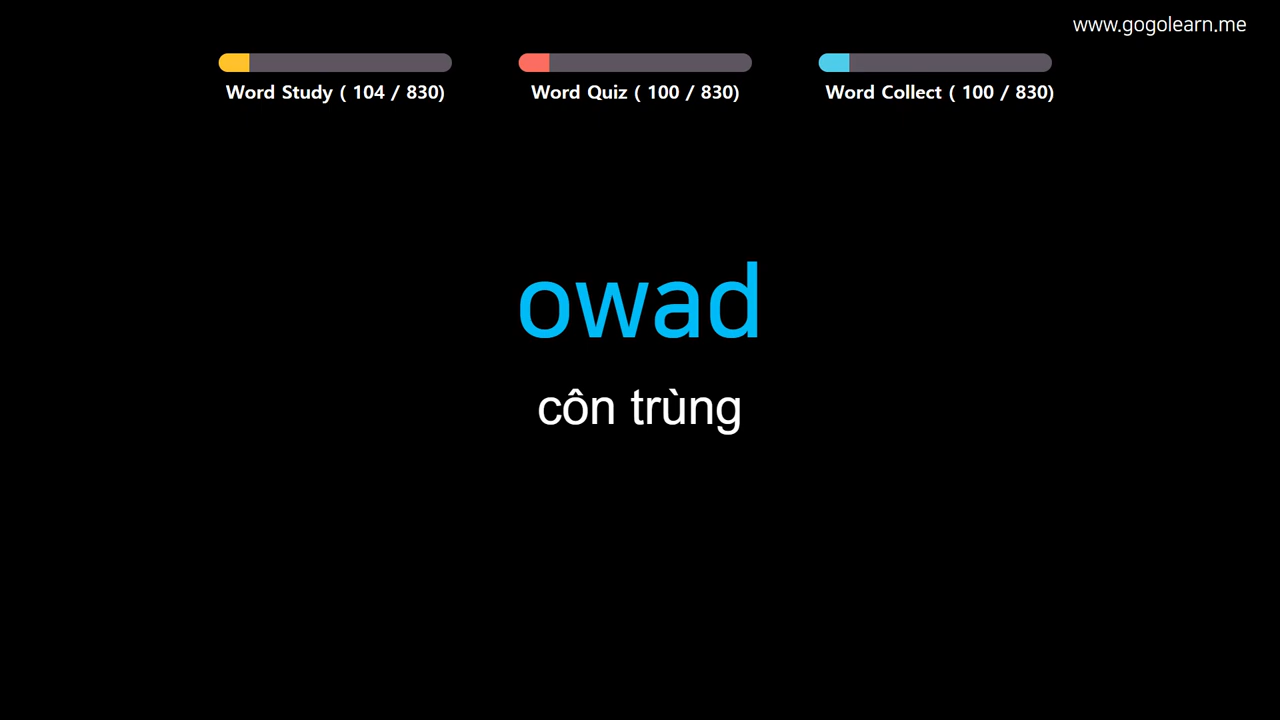 www.gogolearn.me
Word Study ( 104 / 830)
Word Quiz ( 100 / 830)
Word Collect ( 100 / 830)
owad
côn trùng